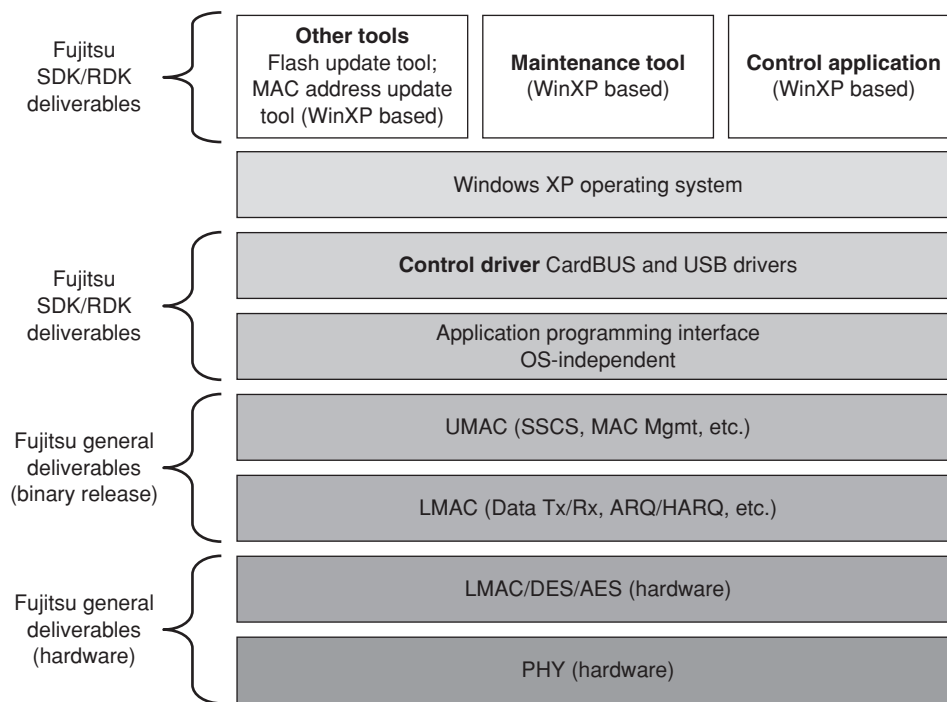 Fujitsu
SDK/RDK
deliverables
Other tools
Flash update tool;
MAC address update
tool (WinXP based)
Maintenance tool
(WinXP based)
Control application
(WinXP based)
Windows XP operating system
Fujitsu
SDK/RDK
deliverables
Control driver CardBUS and USB drivers
Application programming interface
OS-independent
Fujitsu general
deliverables
(binary release)
UMAC (SSCS, MAC Mgmt, etc.)
LMAC (Data Tx/Rx, ARQ/HARQ, etc.)
Fujitsu general
deliverables
(hardware)
LMAC/DES/AES (hardware)
PHY (hardware)